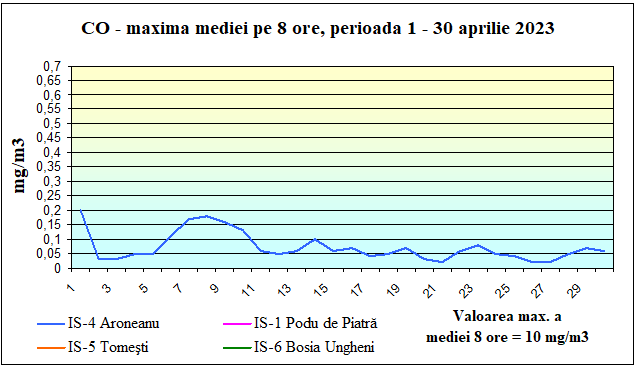 CO - maxima mediei pe 8 ore, perioada 1 - 30 aprilie 2023
mg/m3
0,7
0,65
0,6
0,55
0,5
0,45
0,4
0,35
0,3
0,25
0,2
0,15
0,1
0,05
0
1 3 5 7 9 11 13 15 17 19 21 23 25 27 29
IS-4 Aroneanu IS-1 Podu de Piatră
IS-5 Tomeşti IS-6 Bosia Ungheni
Valoarea max. a
mediei 8 ore = 10 mg/m3